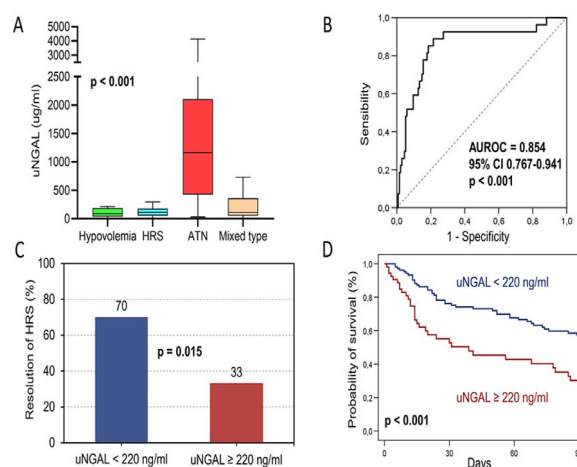 A
5000
4000
3000
2000
2500
2000
1500
1000
500
0
uNGAL (ug/ml)
p < 0.001
Hypovolemia HRS ATN Mixed type
B
1,0
0,8
0,6
0,4
0,2
0,0
Sensibility
AUROC = 0.854
95% CI 0.767-0.941
p < 0.001
0,0 0,2 0,4 0,6 0,8 1,0
1 - Specificity
C
100
80
60
40
20
0
Resolution of HRS (%)
70
p = 0.015
33
uNGAL < 220 ng/ml uNGAL ≥ 220 ng/ml
D
1,0
0,8
0,6
0,4
0,2
0,0
Probability of survival (%)
uNGAL < 220 ng/ml
uNGAL ≥ 220 ng/ml
p < 0.001
0 30 60
Days